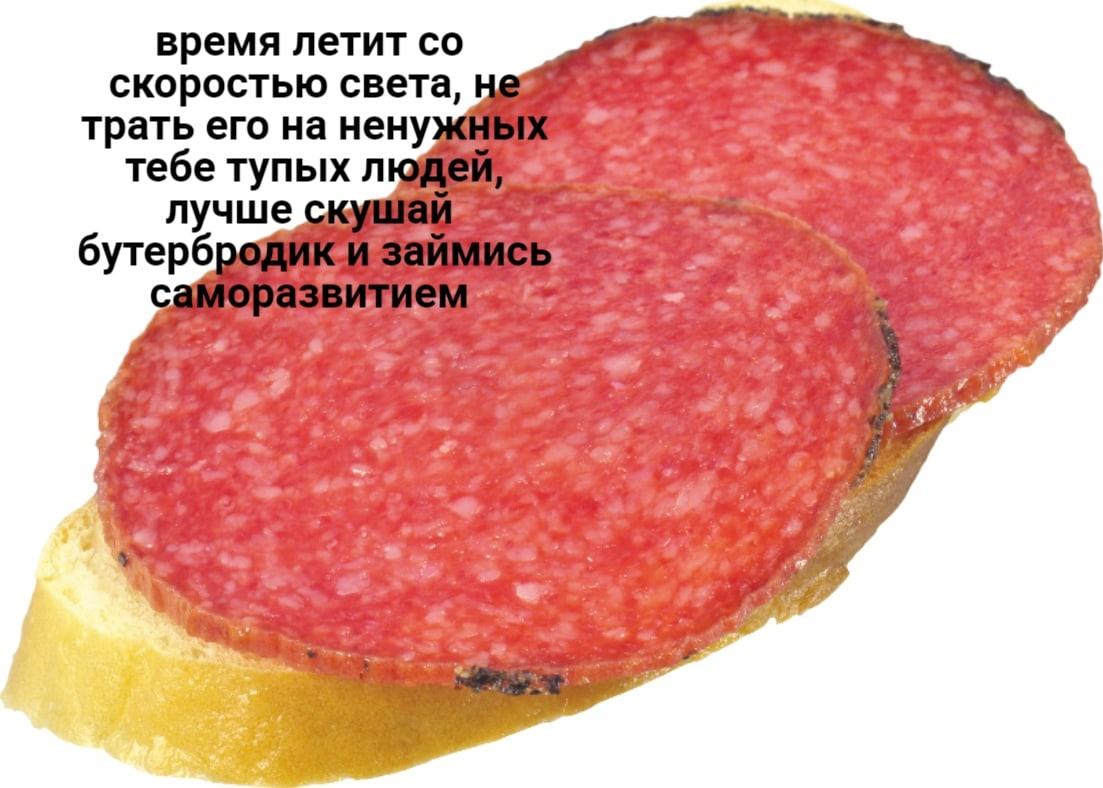 время летит со
скоростью света, не
трать его на ненужных
тебе тупых людей,
лучше скушай
бутербродик и займись
саморазвитием